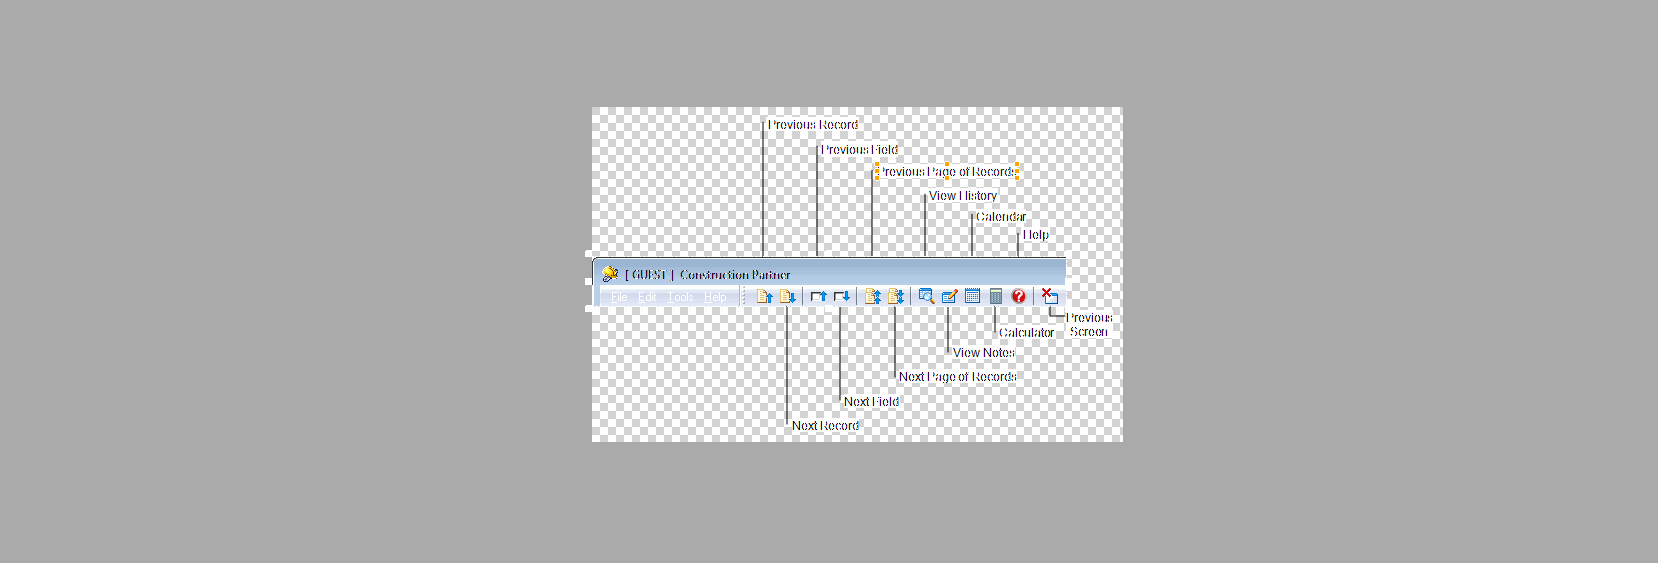 Previous Record
Previous Field
Previous Page of Records
View History
Calendar
Help
[ GUEST ] Construction Partner
File Edit Tools Help
Previous
Screen
Calculator
View Notes
Next Page of Records
Next Field
Next Record